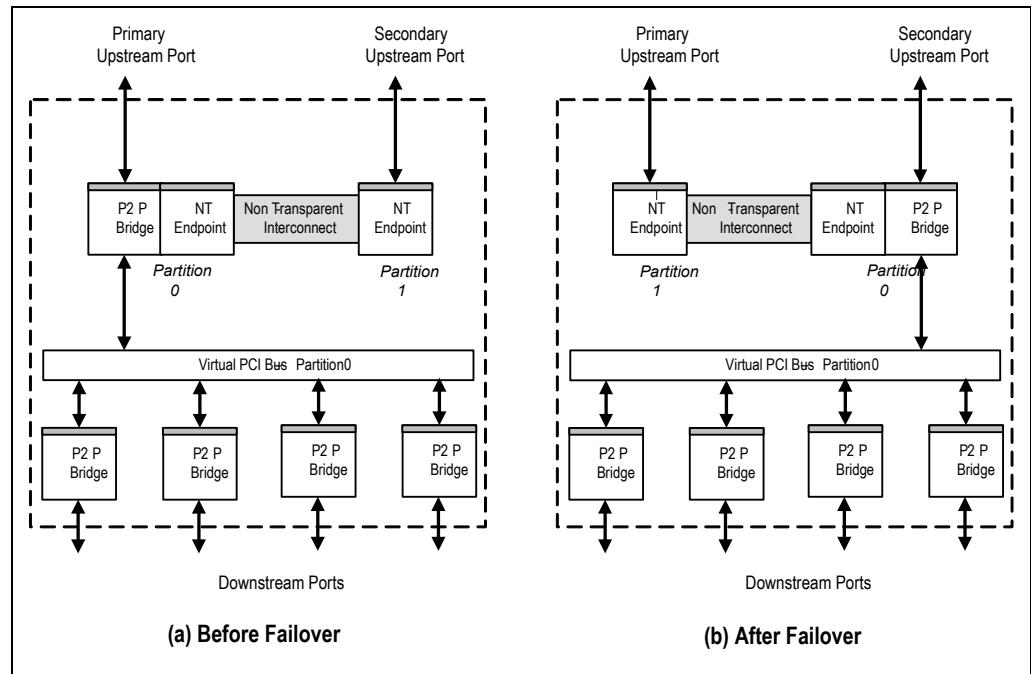 Primary
Upstream Port
Secondary
Upstream Port
P2 P
Bridge
NT
Endpoint
Non Transparent
Interconnect
NT
Endpoint
Partition
0
Partition
1
Virtual PCI Bus Partition0
P2 P
Bridge
P2 P
Bridge
P2 P
Bridge
P2 P
Bridge
Downstream Ports
(a) Before Failover
Primary
Upstream Port
Secondary
Upstream Port
NT
Endpoint
Non -Transparent
Interconnect
NT
Endpoint
P2 P
Bridge
Partition
1
Partition
0
Virtual PCI Bus Partition0
P2 P
Bridge
P2 P
Bridge
P2 P
Bridge
P2 P
Bridge
Downstream Ports
(b) After Failover